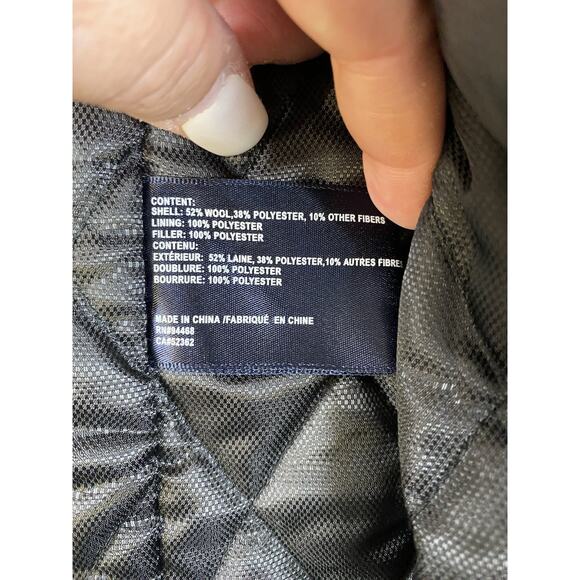 CONTENT:
SHELL: 52% WOOL,38% POLYESTER, 10% OTHER FIBERS
LINING: 100% POLYESTER
FILLER: 100% POLYESTER
CONTENU:
EXTÉRIEUR: 52% LAINE, 38% POLYESTER,10% AUTRES FIBRE
DOUBLURE: 100% POLYESTER
BOURRURE: 100% POLYESTER
MADE IN CHINA /FABRIQUÉ EN CHINE
RN#94468
CA#52362